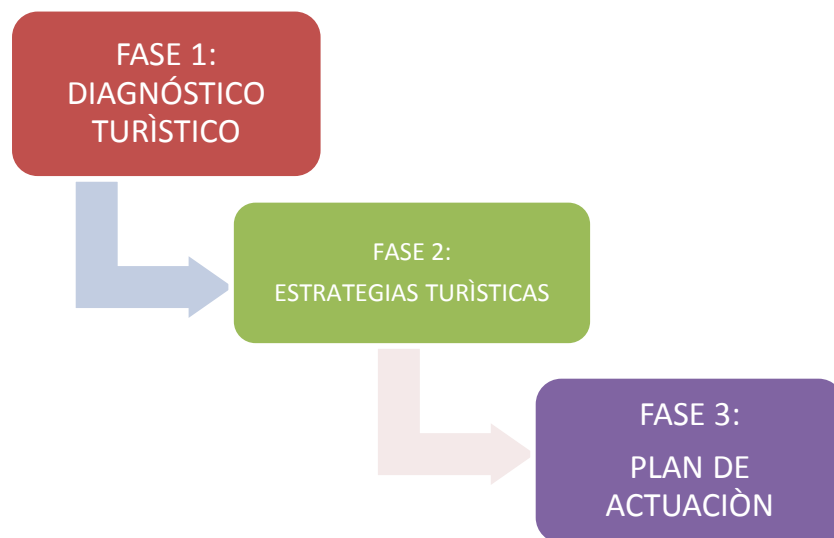 FASE 1:
DIAGNÓSTICO
TURÌSTICO
FASE 2:
ESTRATEGIAS TURÌSTICAS
FASE 3:
PLAN DE
ACTUACIÒN